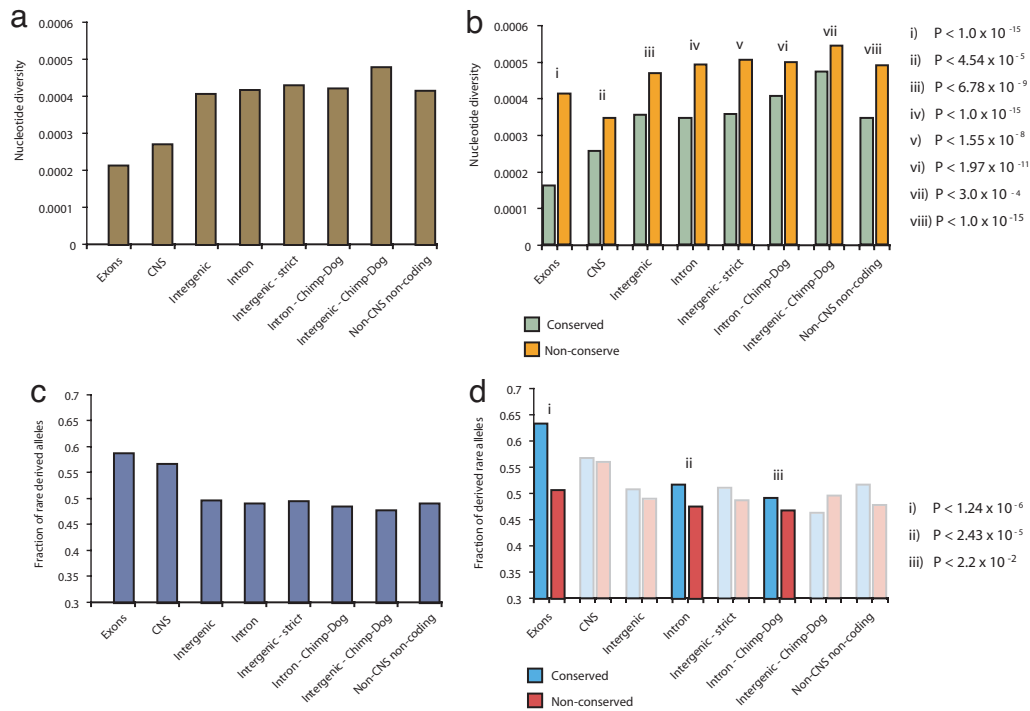 a
0.0006
0.0005
0.0004
0.0003
0.0002
0.0001
0
Nucleotide diversity
Exons
CNS
Intergenic
Intron
Intergenic - strict
Intron - Chimp-Dog
Intergenic - Chimp-Dog
Non-CNS non-coding
b
0.0006
0.0005
0.0004
0.0003
0.0002
0.0001
0
Nucleotide diversity
i
ii
iii
iv
v
vi
vii
viii
Exons
CNS
Intergenic
Intron
Intergenic - strict
Intron - Chimp-Dog
Intergenic - Chimp-Dog
Non-CNS non-coding
Conserved
Non-conserve
i) P < 1.0 x 10 -15
ii) P < 4.54 x 10 -5
iii) P < 6.78 x 10 -9
iv) P < 1.0 x 10 -15
v) P < 1.55 x 10 -8
vi) P < 1.97 x 10 -11
vii) P < 3.0 x 10 -4
viii) P < 1.0 x 10 -15
c
0.7
0.65
0.6
0.55
0.5
0.45
0.4
0.35
0.3
Fraction of rare derived alleles
Exons
CNS
Intergenic
Intron
Intergenic - strict
Intron - Chimp-Dog
Intergenic - Chimp-Dog
Non-CNS non-coding
d
0.7
0.65
0.6
0.55
0.5
0.45
0.4
0.35
0.3
Fraction of derived rare alleles
i
ii
iii
Exons
CNS
Intergenic
Intron
Intergenic - strict
Intron - Chimp-Dog
Intergenic - Chimp-Dog
Non-CNS non-coding
Conserved
Non-conserved
i) P < 1.24 x 10 -6
ii) P < 2.43 x 10 -5
iii) P < 2.2 x 10 -2